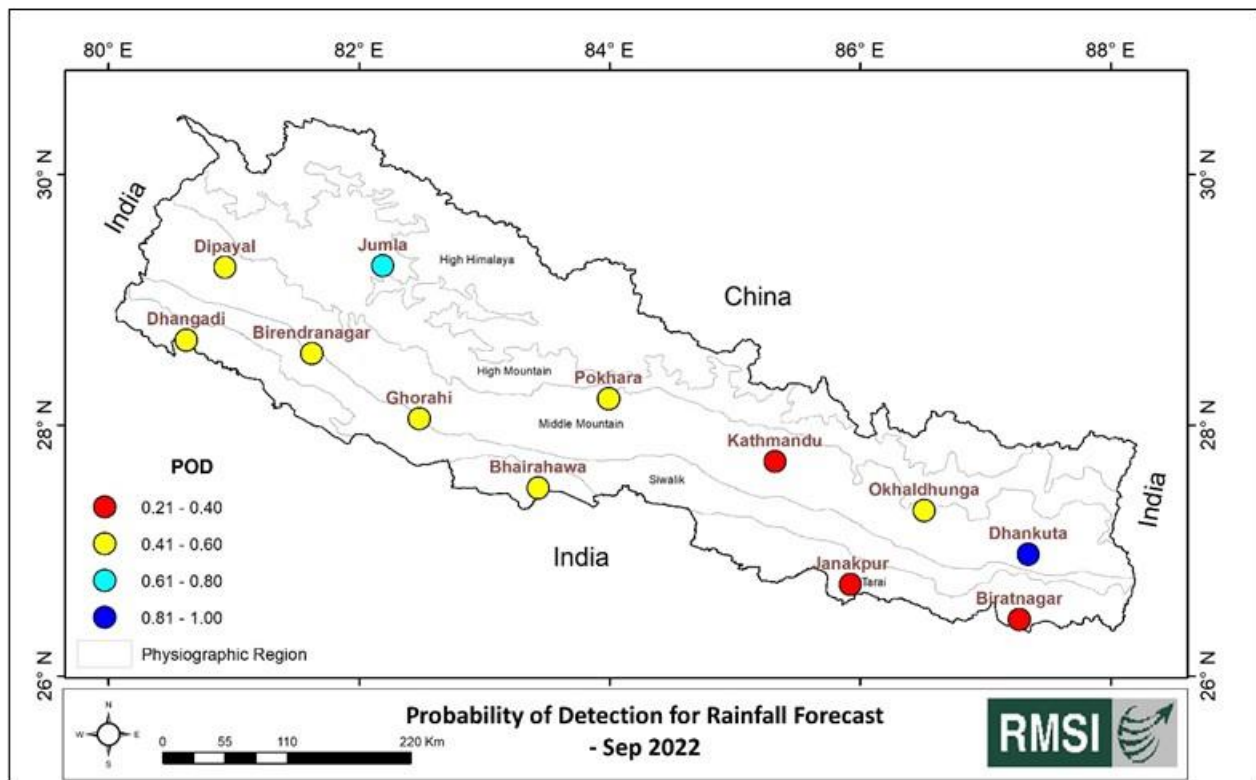 80° E 82° E 84° E 86° E 88° E
30° N
30° N
India
Dipayal
Jumla
High Himalaya
China
Dhangadi
Birendranagar
High Mountain
Pokhara
Ghorahi
Middle Mountain
28° N
28° N
Kathmandu
Bhairahawa
Siwalik
Okhaldhunga
India
Dhankuta
India
Janakpur
Tarai
Biratnagar
POD
0.21 - 0.40
0.41 - 0.60
0.61 - 0.80
0.81 - 1.00
Physiographic Region
26° N
26° N
N
W E
S
0 55 110 220 Km
Probability of Detection for Rainfall Forecast
- Sep 2022
RMSI